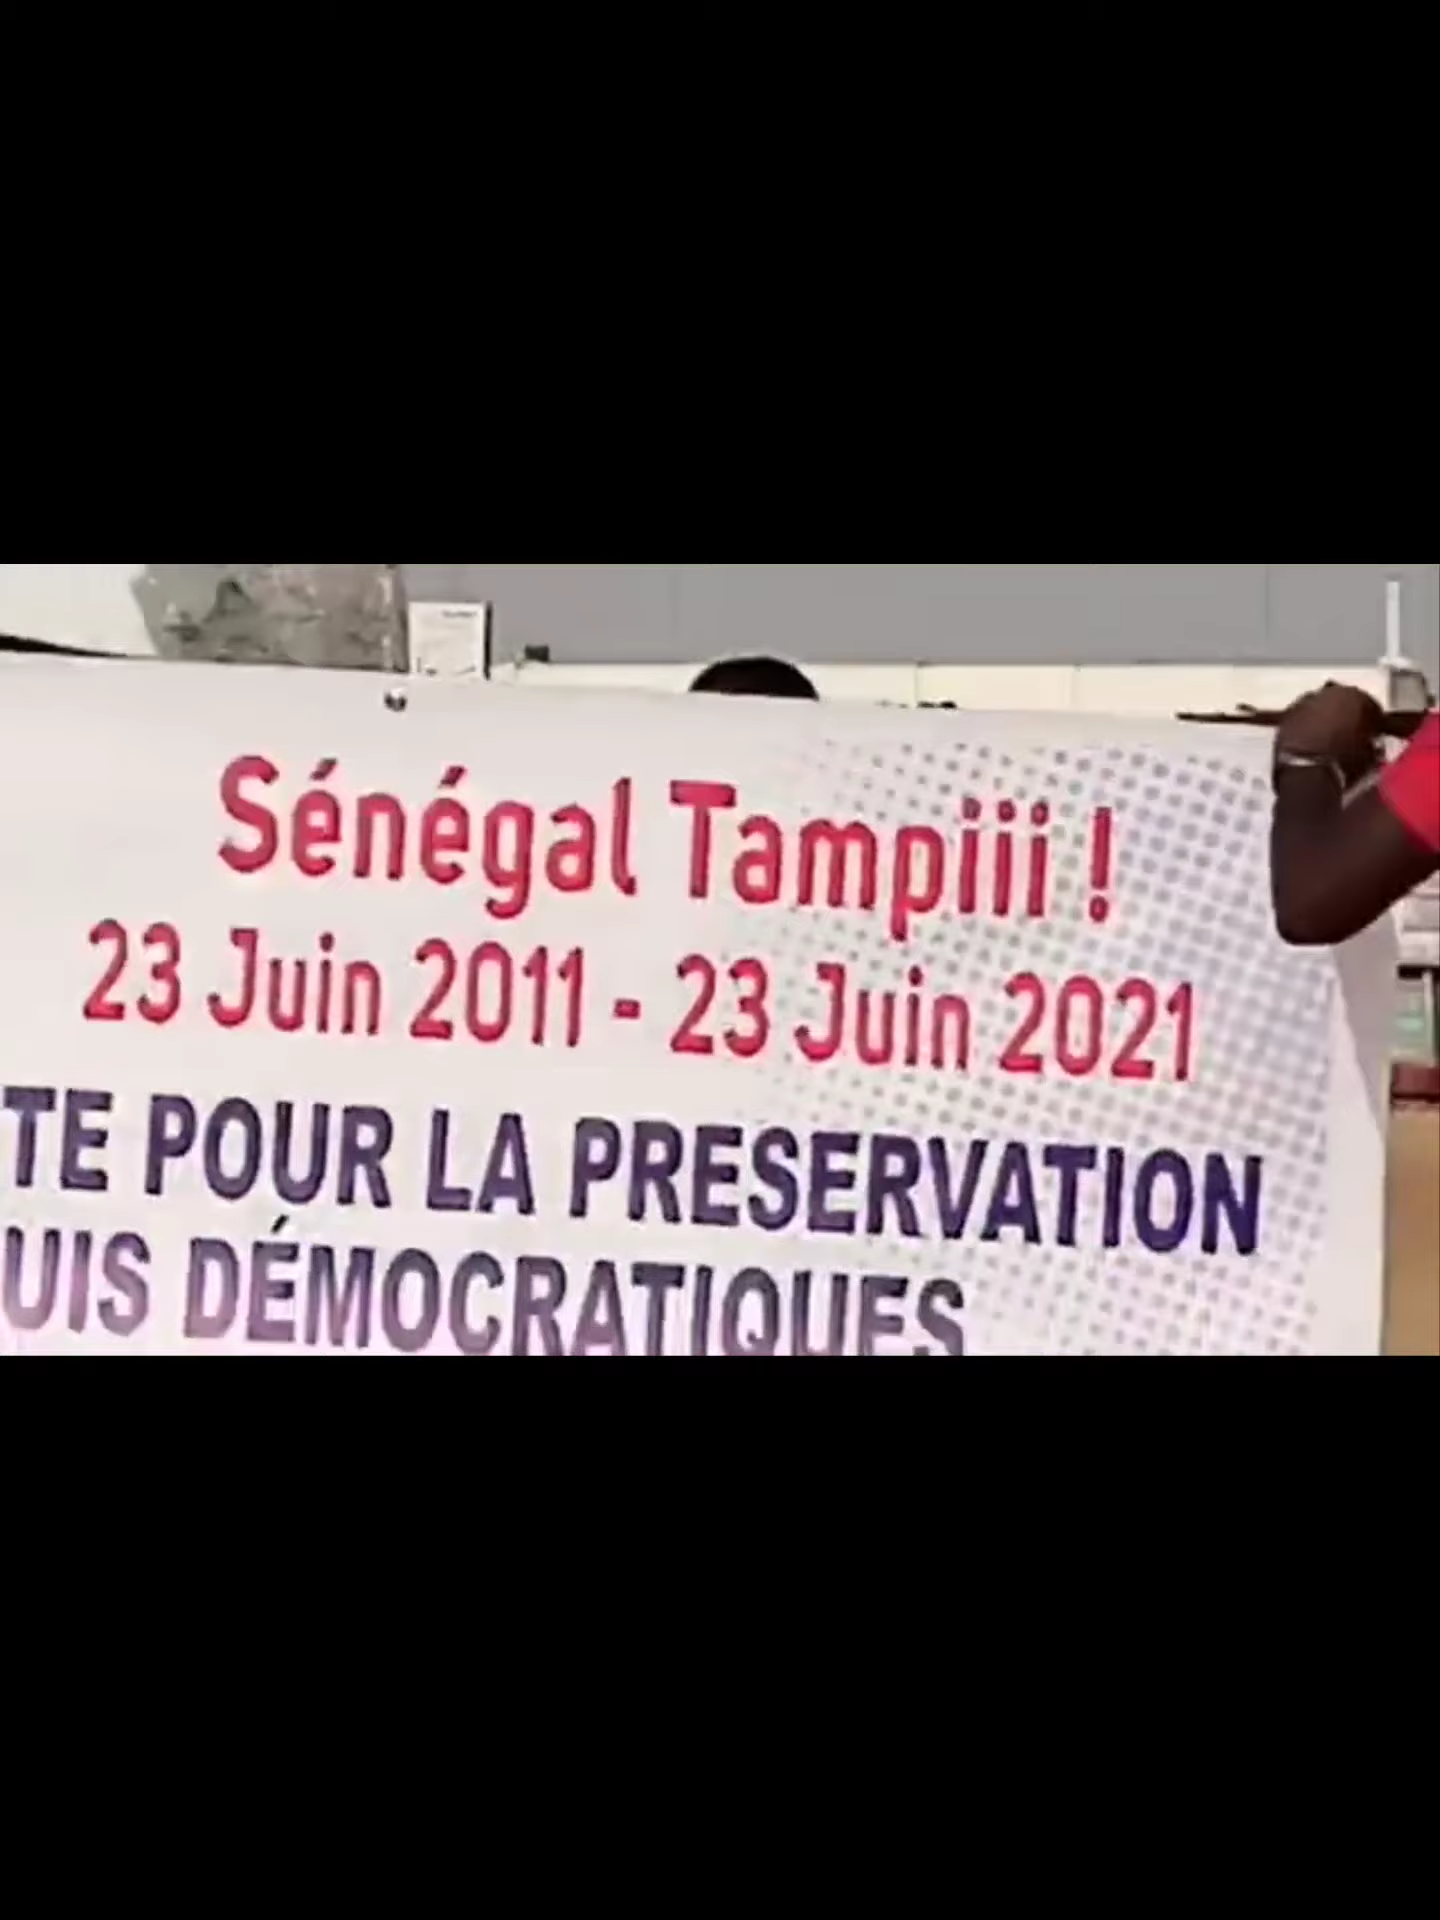 Sénégal Tampiii !
23 Juin 2011 - 23 Juin 2021
TE POUR LA PRESERVATION
UIS DÉMOCRATIQUES